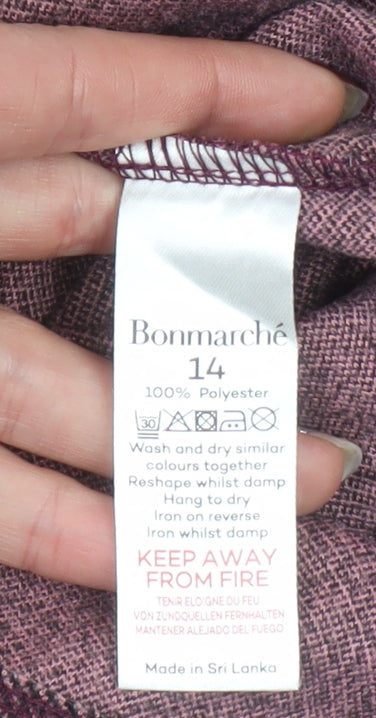 Bonmarché
14
100% Polyester
30
Wash and dry similar
colours together
Reshape whilst damp
Hang to dry
Iron on reverse
Iron whilst damp
KEEP AWAY
FROM FIRE
TENIR ELOIGNE DU FEU
VON ZUNDQUELLEN FERNHALTEN
MANTENER ALEJADO DEL FUEGO
Made in Sri Lanka